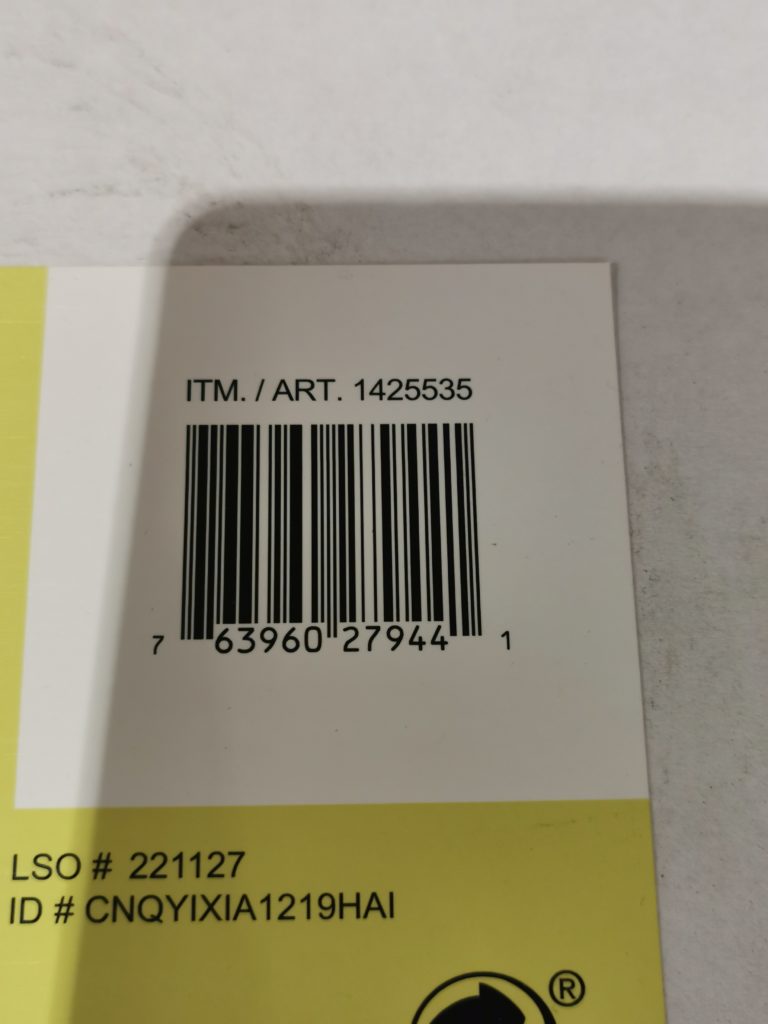 ITM. / ART. 1425535
7 63960 27944 1
LSO # 221127
ID # CNQYIXIA1219HAI
®